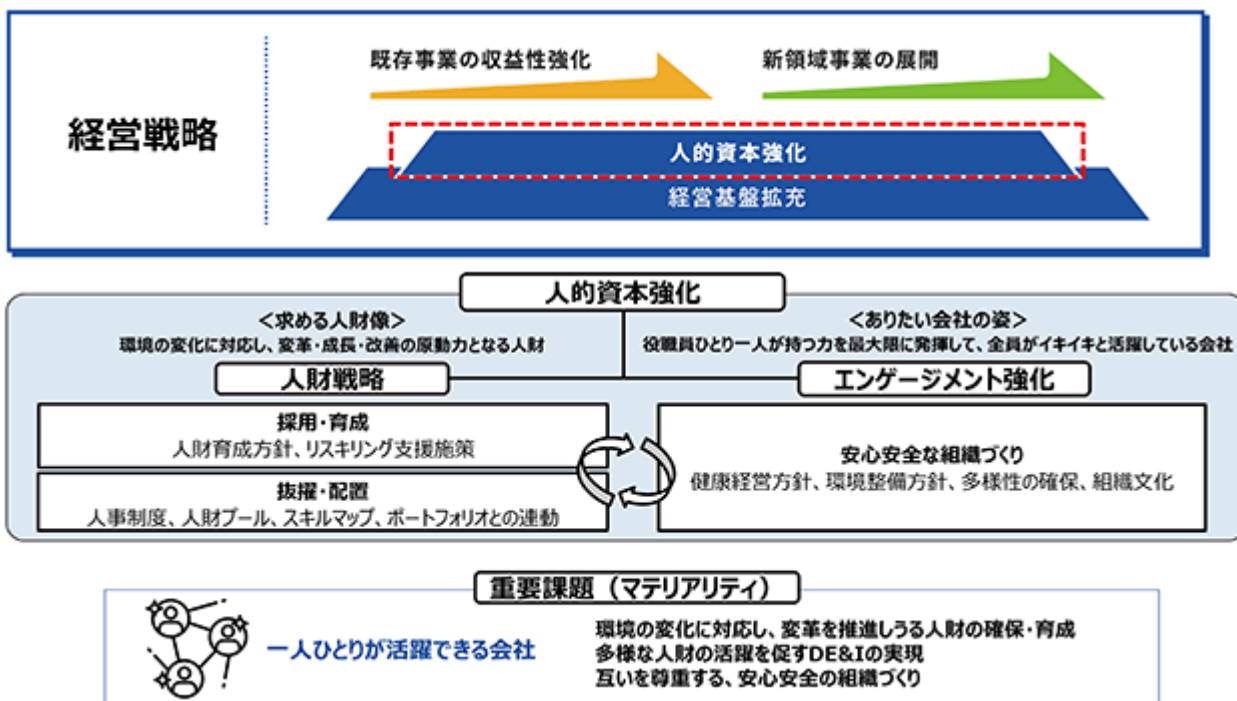 経営戦略
既存事業の収益性強化
新領域事業の展開
人的資本強化
経営基盤拡充
人的資本強化
<求める人財像>
環境の変化に対応し、変革・成長・改善の原動力となる人財
<ありたい会社の姿>
役職員ひとり一人が持つ力を最大限に発揮して、全員がイキイキと活躍している会社
人財戦略
エンゲージメント強化
採用・育成
人財育成方針、リスキリング支援施策
抜擢・配置
人事制度、人財プール、スキルマップ、ポートフォリオとの連動
安心安全な組織づくり
健康経営方針、環境整備方針、多様性の確保、組織文化
重要課題（マテリアリティ）
一人ひとりが活躍できる会社
環境の変化に対応し、変革を推進しうる人財の確保・育成
多様な人財の活躍を促すDE&Iの実現
互いを尊重する、安心安全の組織づくり